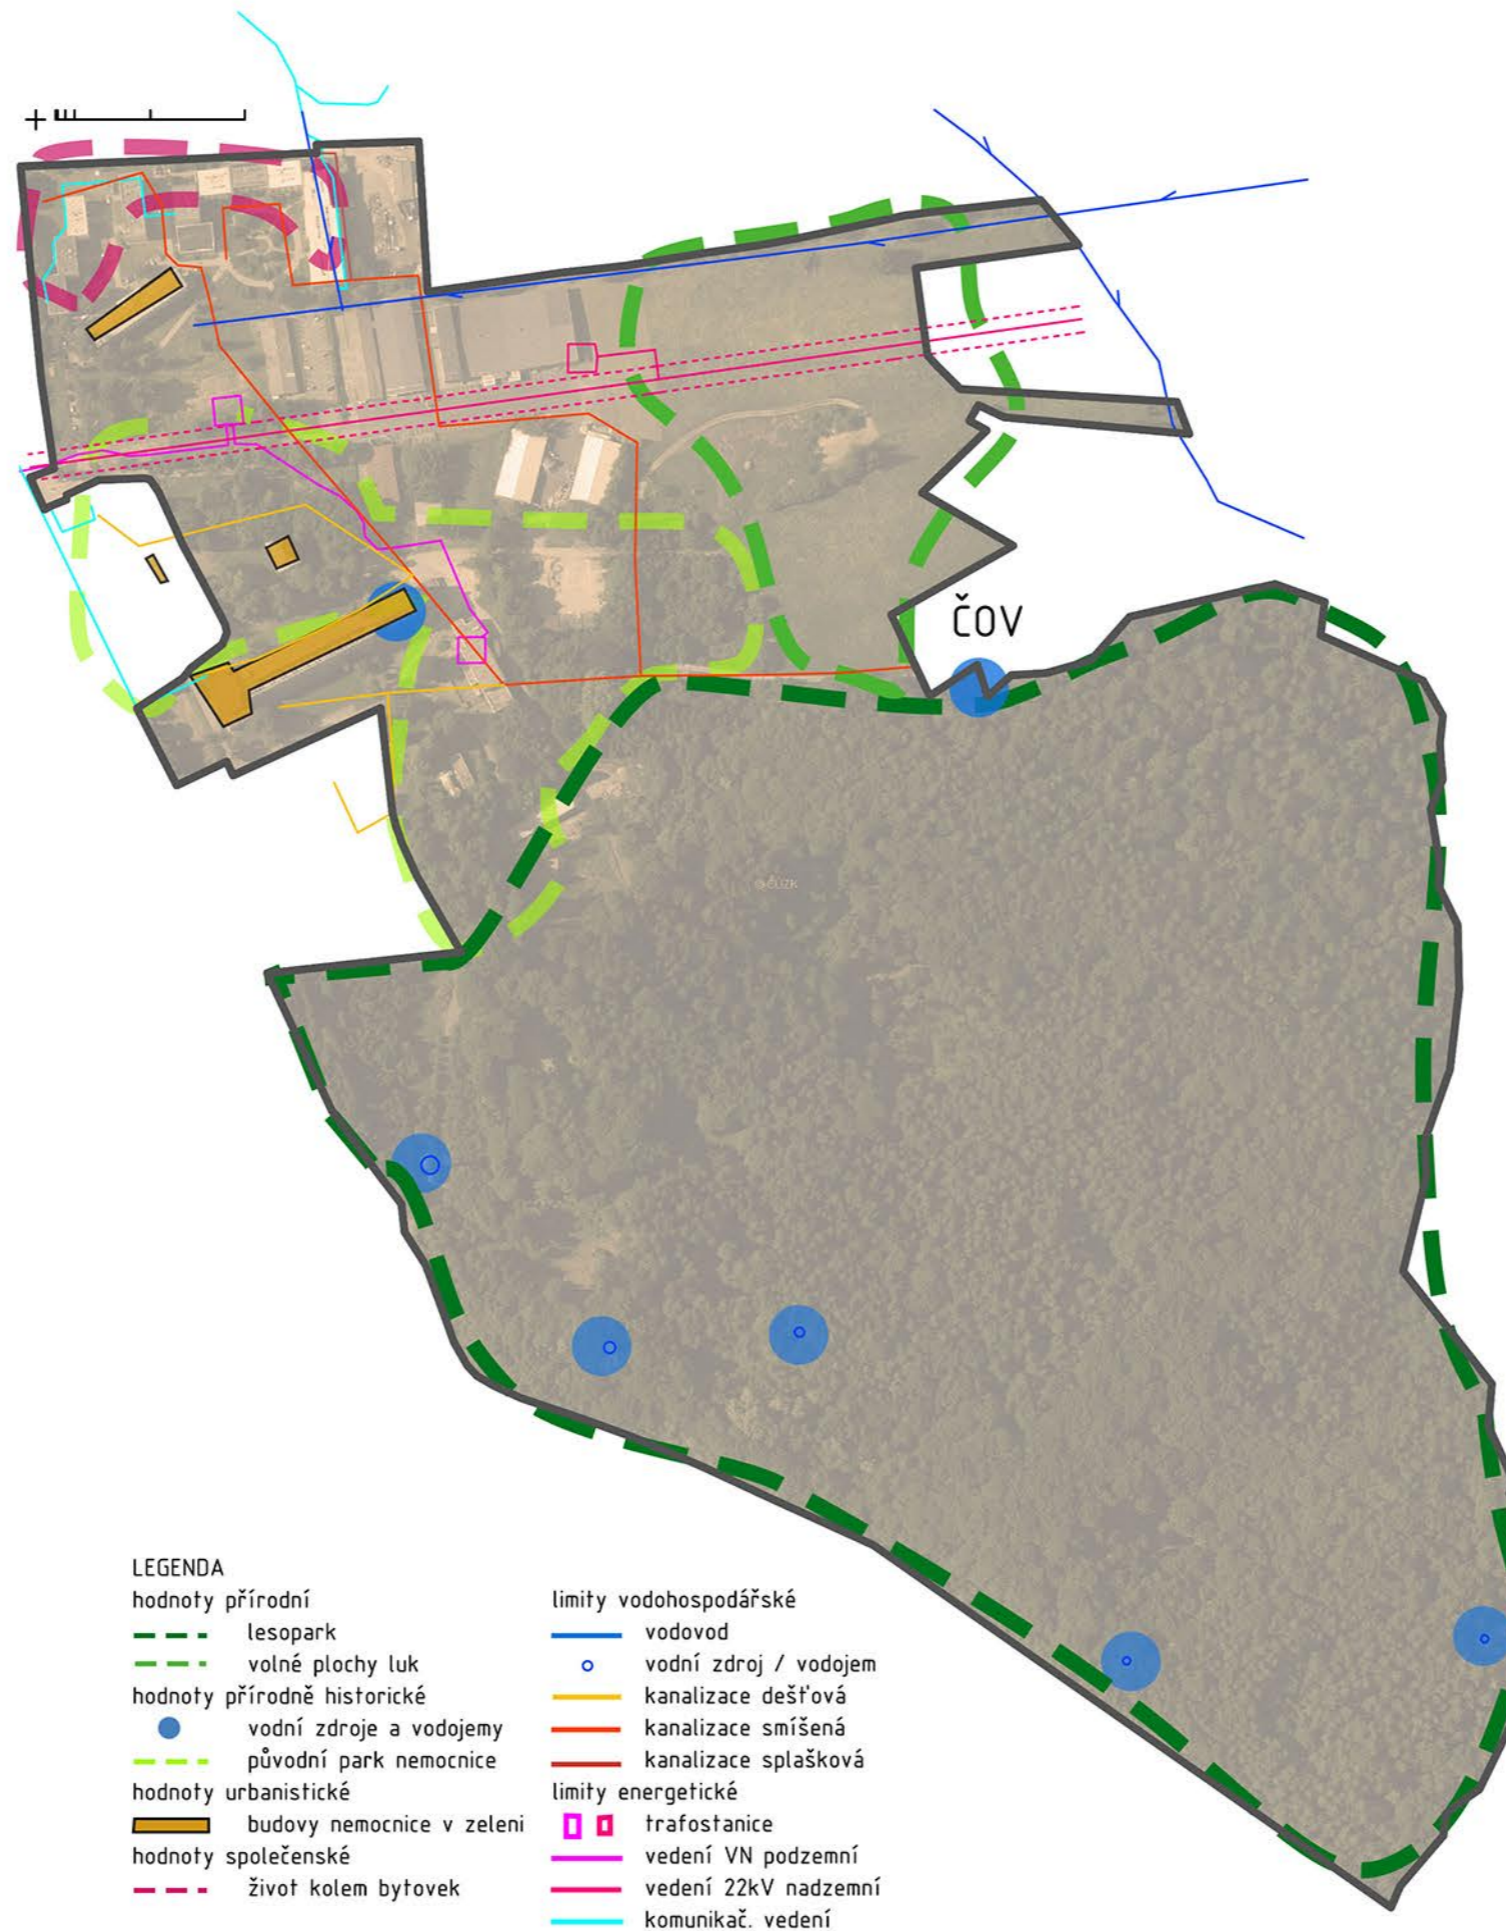 ČOV
© ČÚZK
LEGENDA
hodnoty přírodní
lesopark
volné plochy luk
hodnoty přírodně historické
vodní zdroje a vodojemy
původní park nemocnice
hodnoty urbanistické
budovy nemocnice v zeleni
hodnoty společenské
život kolem bytovek
limity vodohospodářské
vodovod
vodní zdroj / vodojem
kanalizace dešťová
kanalizace smíšená
kanalizace splašková
limity energetické
trafostanice
vedení VN podzemní
vedení 22kV nadzemní
komunikač. vedení